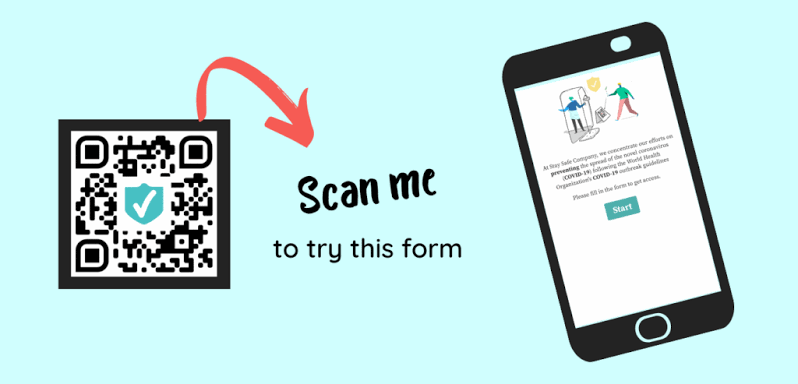 Scan me
to try this form
At Stay Safe Company, we concentrate our efforts on
preventing the spread of the novel coronavirus
(COVID-19) following the World Health
Organization's COVID-19 outbreak guidelines
Please fill in the form to get access.
Start